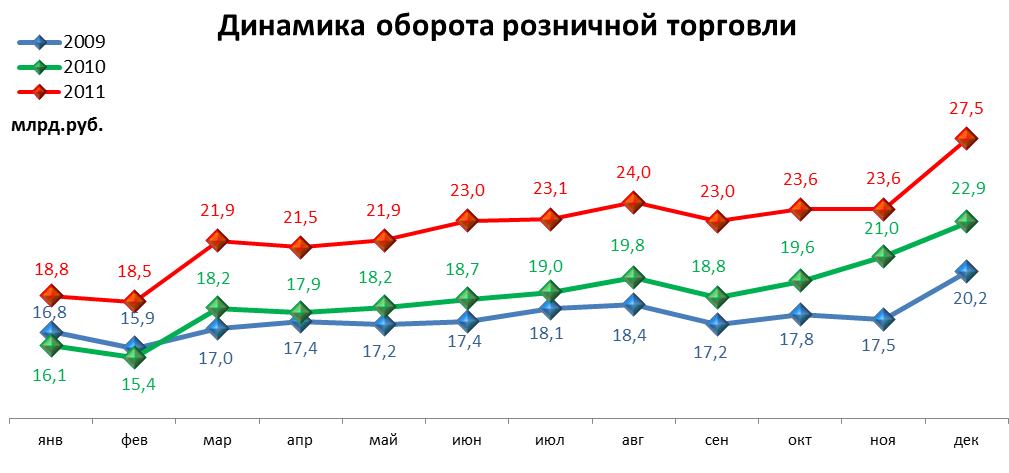 Динамика оборота розничной торговли
2009
2010
2011
млрд.руб.
18,8 18,5 21,9 21,5 21,9 23,0 23,1 24,0 23,0 23,6 23,6 27,5
16,1 15,4 18,2 17,9 18,2 18,7 19,0 19,8 18,8 19,6 21,0 22,9
16,8 15,9 17,0 17,4 17,2 17,4 18,1 18,4 17,2 17,8 17,5 20,2
янв фев мар апр май июн июл авг сен окт ноя дек